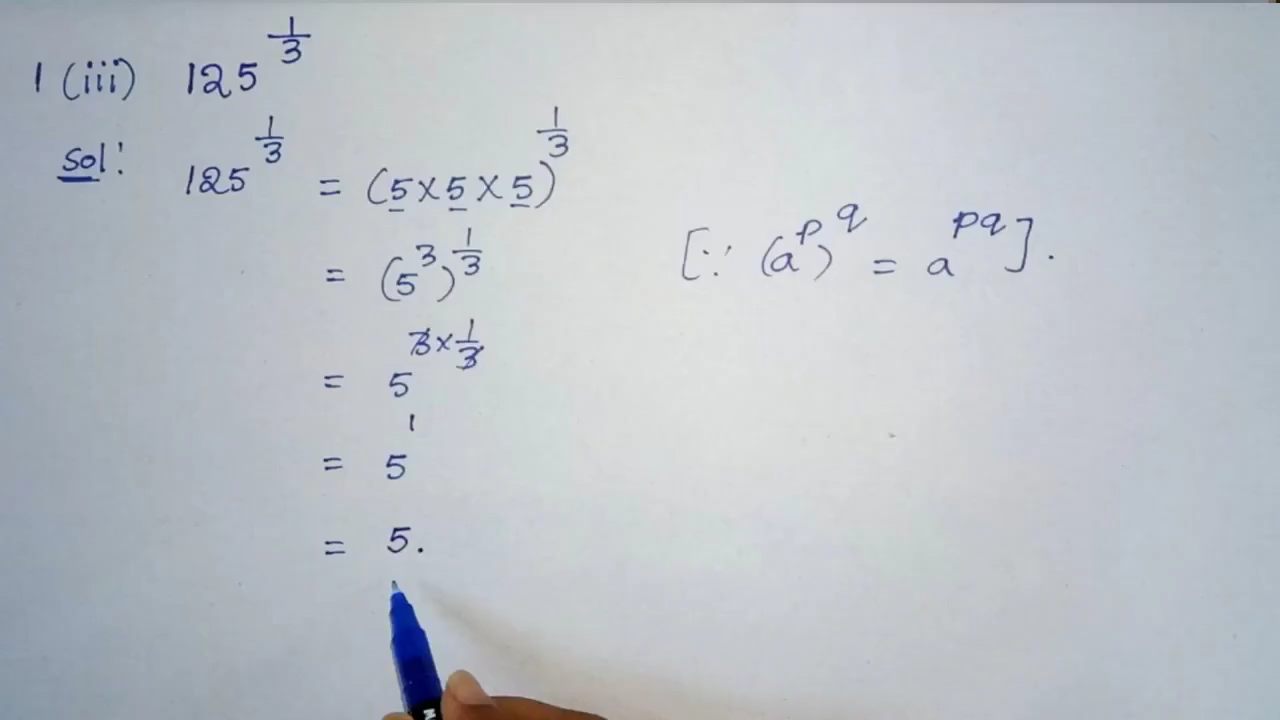 1 (iii) 125^(1/3)
Sol: 125^(1/3) = (5×5×5)^(1/3)
= (5^3)^(1/3) [∵ (a^p)^q = a^(pq)].
= 5^(3×1/3)
= 5^1
= 5.